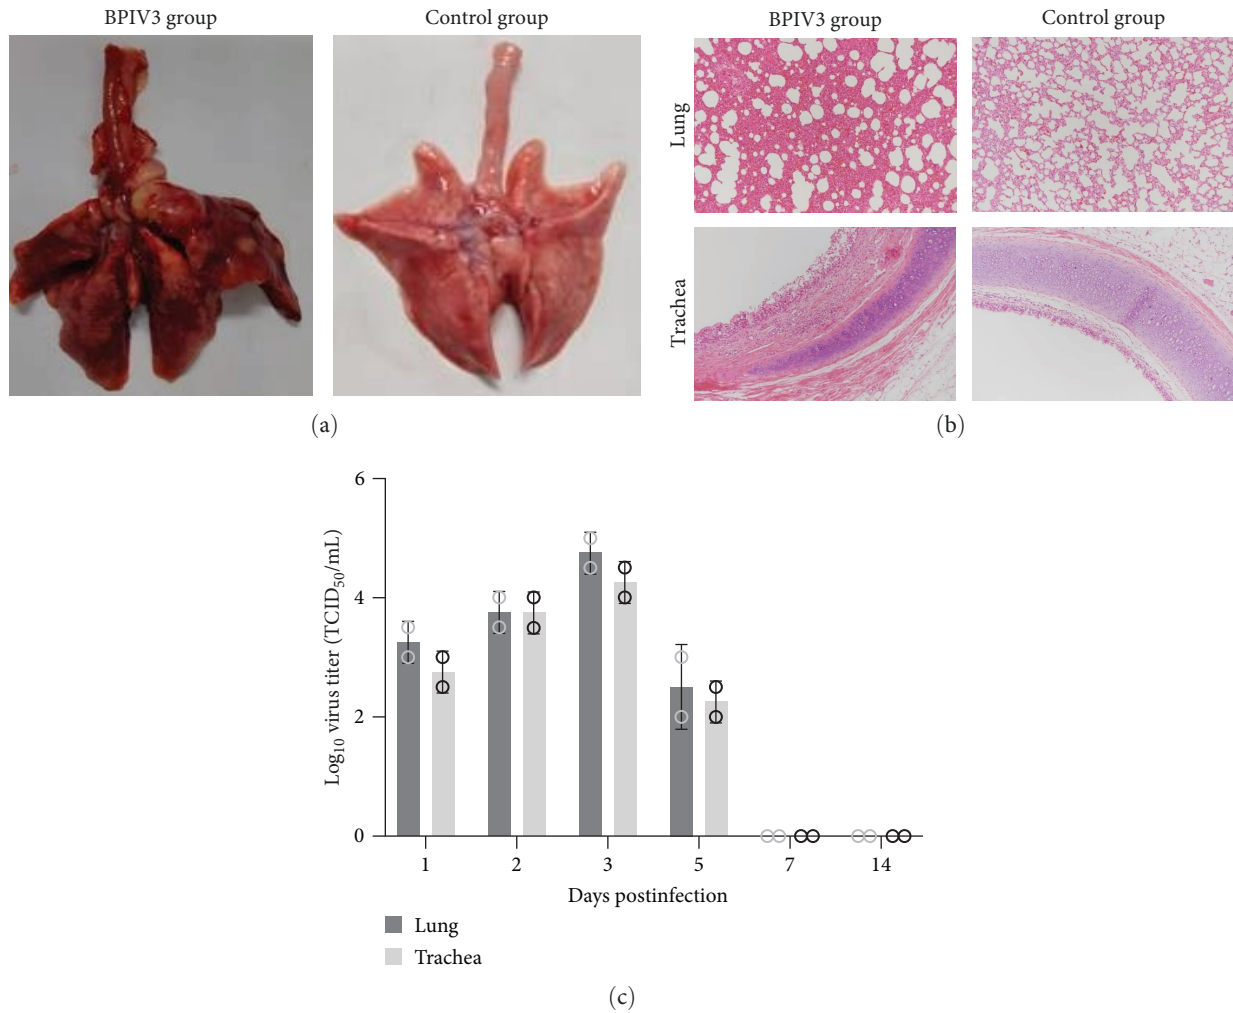 BPIV3 group
Control group
(a)
BPIV3 group
Control group
Lung
Trachea
(b)
Log10 virus titer (TCID50/mL)
6
4
2
0
1 2 3 5 7 14
Days postinfection
Lung
Trachea
(c)